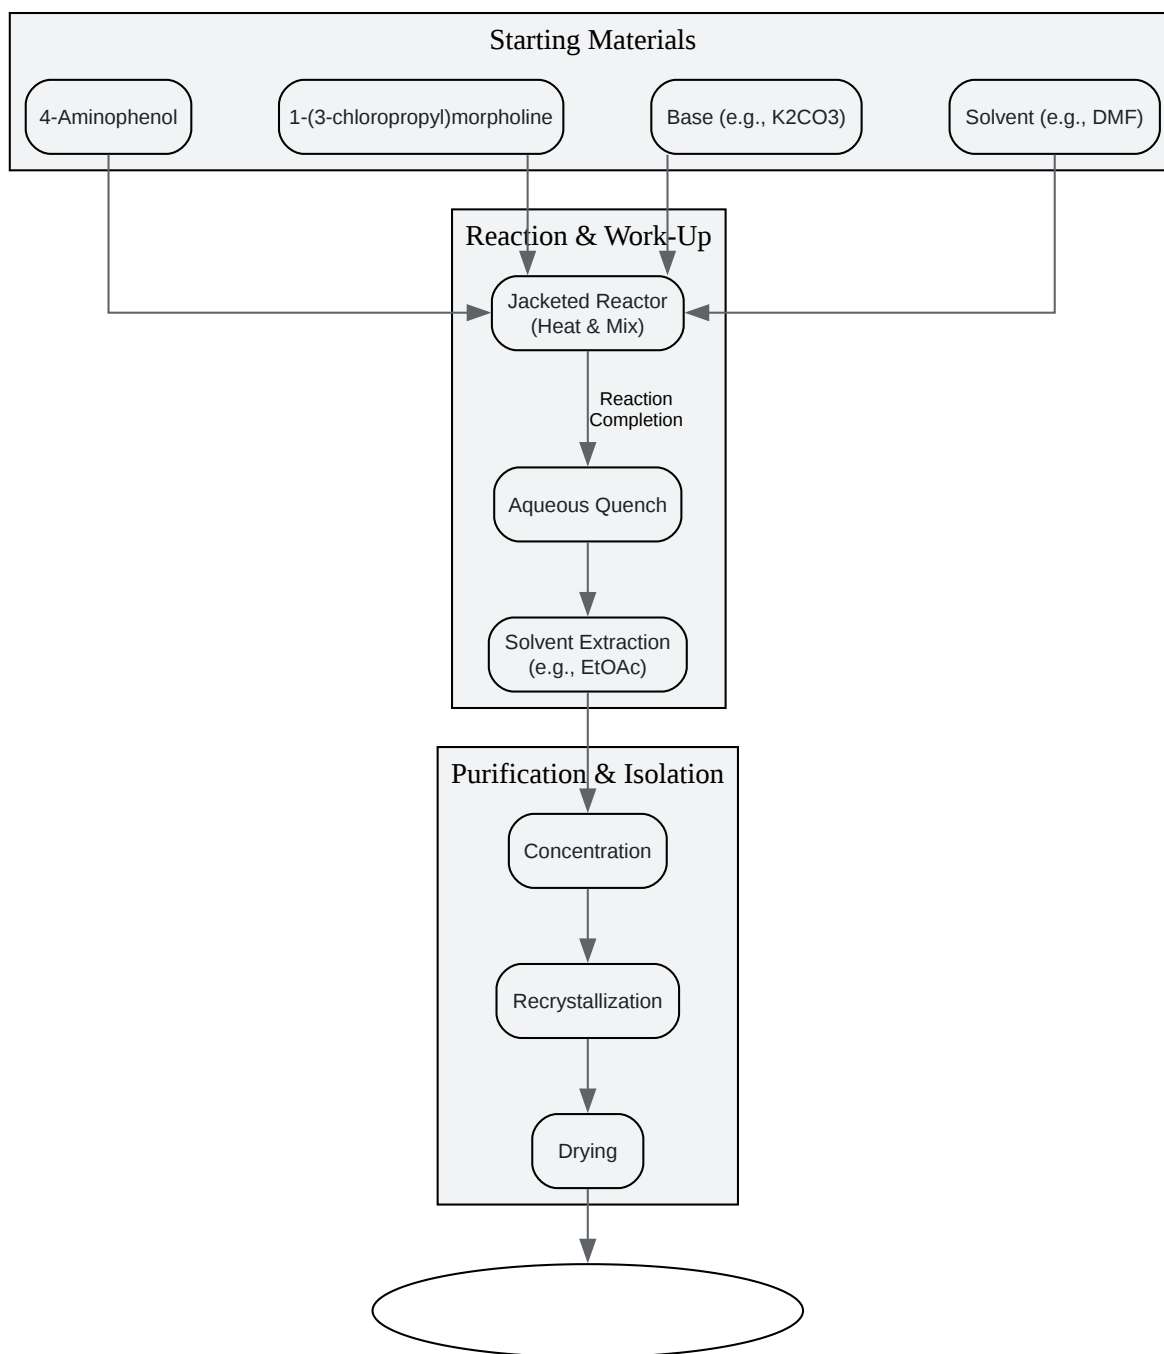 Starting Materials
4-Aminophenol
1-(3-chloropropyl)morpholine
Base (e.g., K2CO3)
Solvent (e.g., DMF)
Reaction & Work-Up
Jacketed Reactor
(Heat & Mix)
Reaction
Completion
Aqueous Quench
Solvent Extraction
(e.g., EtOAc)
Purification & Isolation
Concentration
Recrystallization
Drying